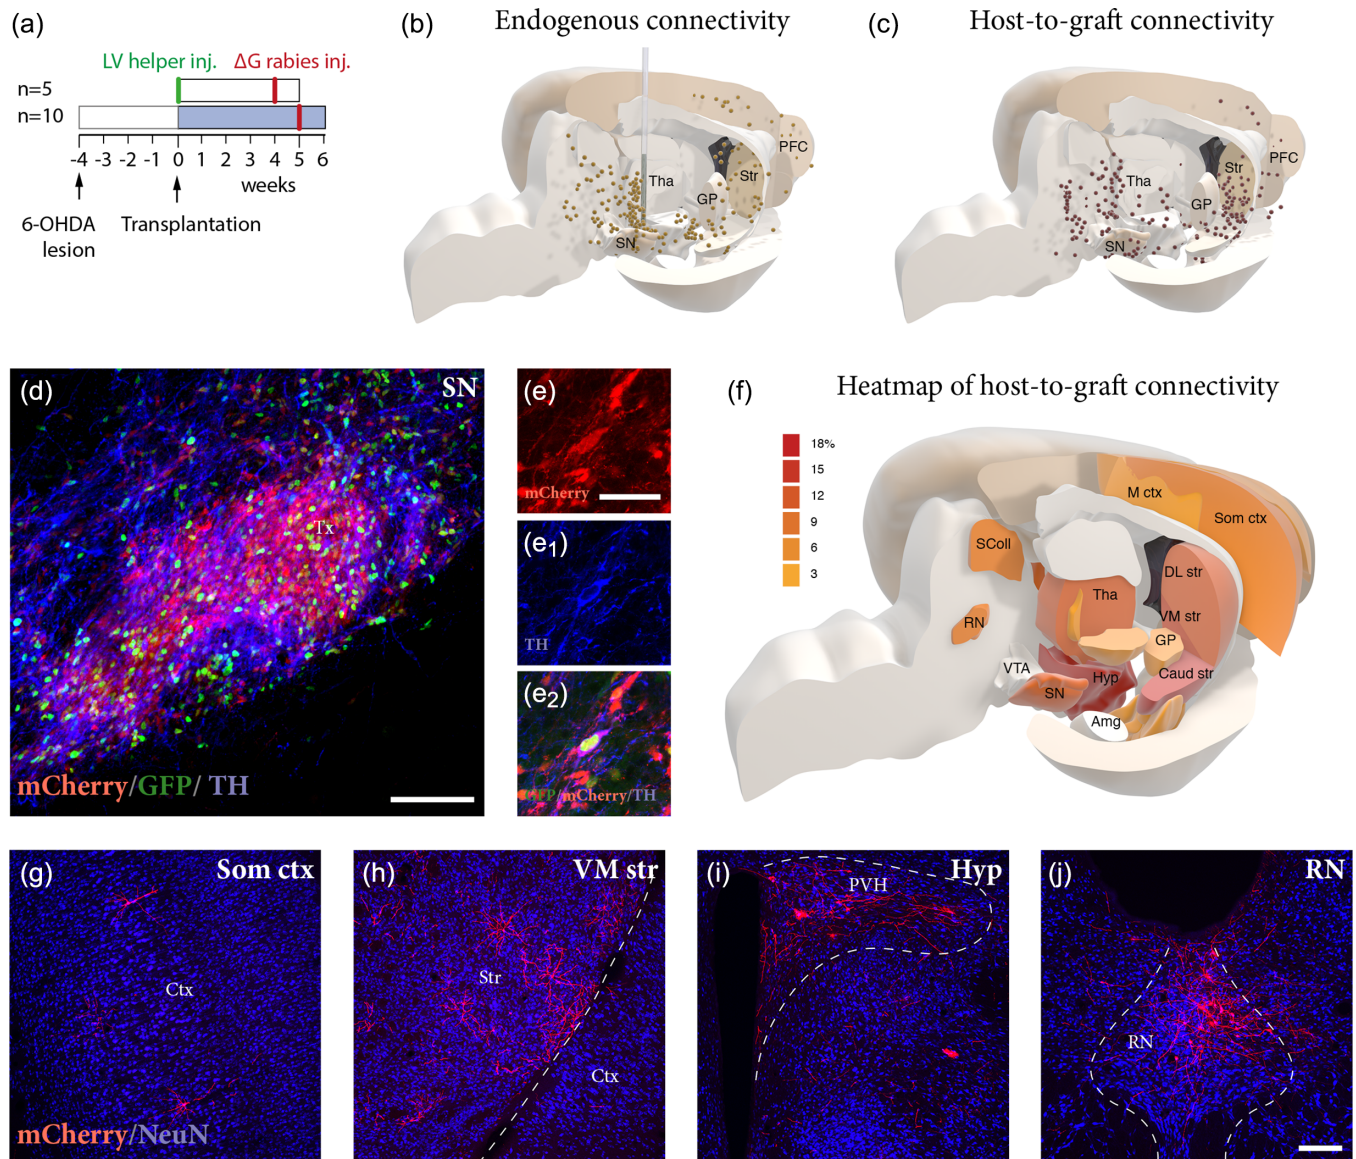 (a)
LV helper inj.
ΔG rabies inj.
n=5
n=10
-4 -3 -2 -1 0 1 2 3 4 5 6
weeks
6-OHDA
lesion
Transplantation
(b)
Endogenous connectivity
PFC
Str
Tha
GP
SN
(c)
Host-to-graft connectivity
PFC
Str
Tha
GP
SN
(d)
SN
Tx
mCherry/GFP/ TH
(e)
mCherry
(e1)
TH
(e2)
GFP/mCherry/TH
(f)
Heatmap of host-to-graft connectivity
18%
15
12
9
6
3
M ctx
Som ctx
SColl
DL str
Tha
VM str
RN
GP
VTA
Hyp
Caud str
SN
Amg
(g)
Som ctx
Ctx
mCherry/NeuN
(h)
VM str
Str
Ctx
(i)
Hyp
PVH
(j)
RN
RN